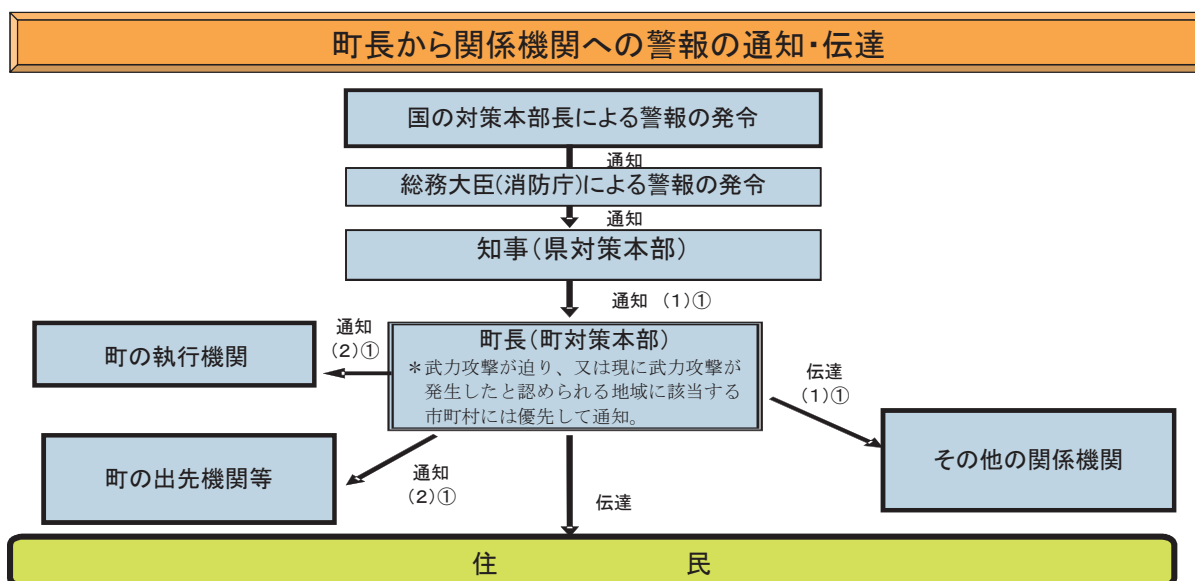 町長から関係機関への警報の通知・伝達
国の対策本部長による警報の発令
通知
総務大臣(消防庁)による警報の発令
通知
知事(県対策本部)
通知 (1)①
町長(町対策本部)
*武力攻撃が迫り、又は現に武力攻撃が
発生したと認められる地域に該当する
市町村には優先して通知。
通知
(2)①
町の執行機関
伝達
(1)①
その他の関係機関
町の出先機関等
通知
(2)①
伝達
住 民